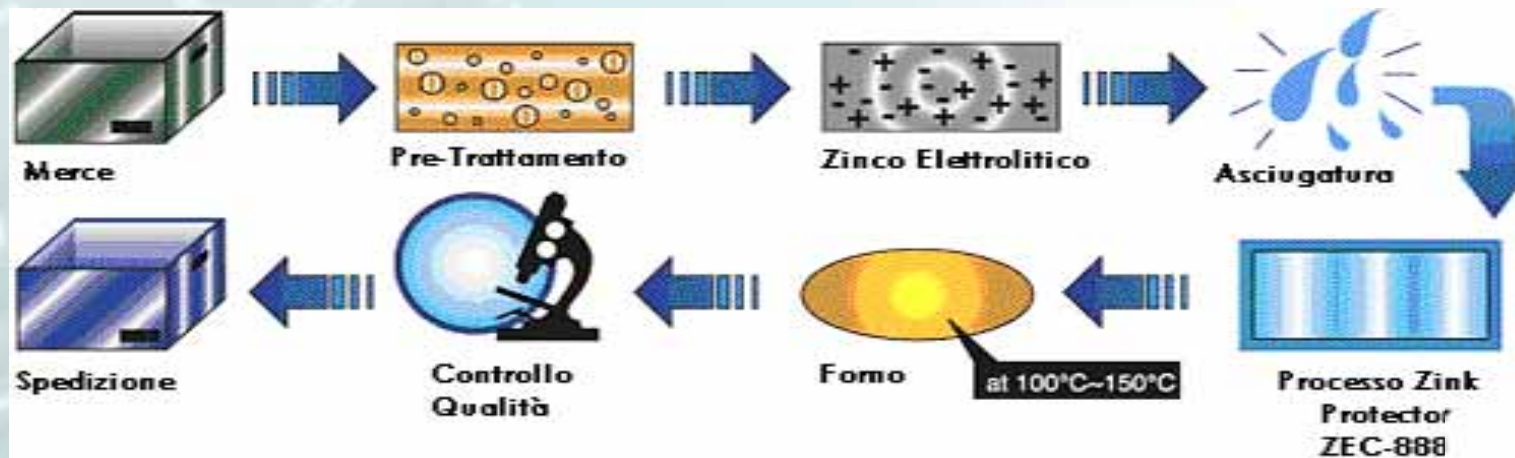 Merce
Pre-Trattamento
Zinco Elettrolitico
Asciugatura
Processo Zink
Protector
ZEC-888
Forno
at 100°C~150°C
Controllo
Qualità
Spedizione